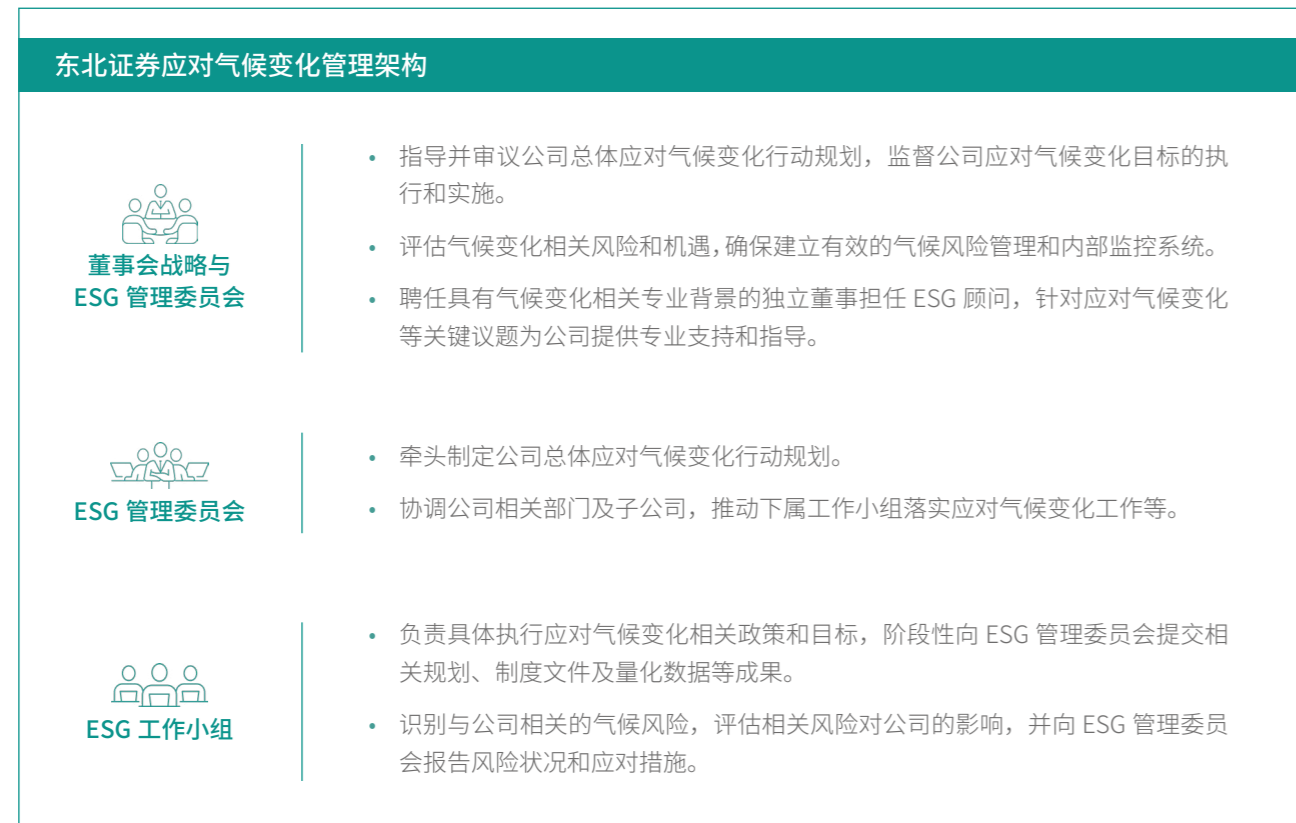 东北证券应对气候变化管理架构
董事会战略与
ESG 管理委员会
• 指导并审议公司总体应对气候变化行动规划，监督公司应对气候变化目标的执
行和实施。
• 评估气候变化相关风险和机遇，确保建立有效的气候风险管理和内部监控系统。
• 聘任具有气候变化相关专业背景的独立董事担任 ESG 顾问，针对应对气候变化
等关键议题为公司提供专业支持和指导。
ESG 管理委员会
• 牵头制定公司总体应对气候变化行动规划。
• 协调公司相关部门及子公司，推动下属工作小组落实应对气候变化工作等。
ESG 工作小组
• 负责具体执行应对气候变化相关政策和目标，阶段性向 ESG 管理委员会提交相
关规划、制度文件及量化数据等成果。
• 识别与公司相关的气候风险，评估相关风险对公司的影响，并向 ESG 管理委员
会报告风险状况和应对措施。